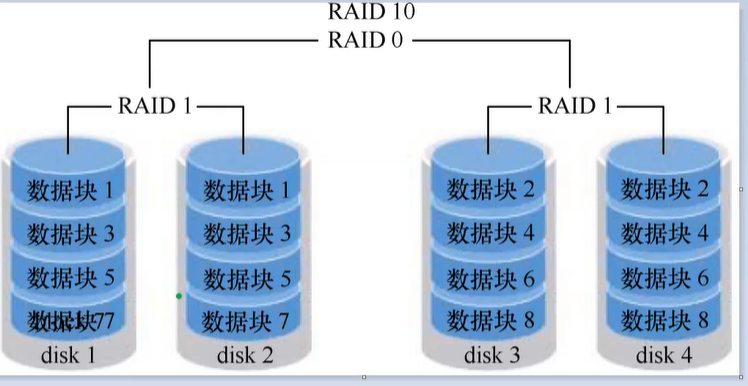 RAID 10
RAID 0
RAID 1
RAID 1
数据块 1
数据块 1
数据块 2
数据块 2
数据块 3
数据块 3
数据块 4
数据块 4
数据块 5
数据块 5
数据块 6
数据块 6
数据块 7
数据块 8
数据块 8
disk 1
disk 2
disk 3
disk 4